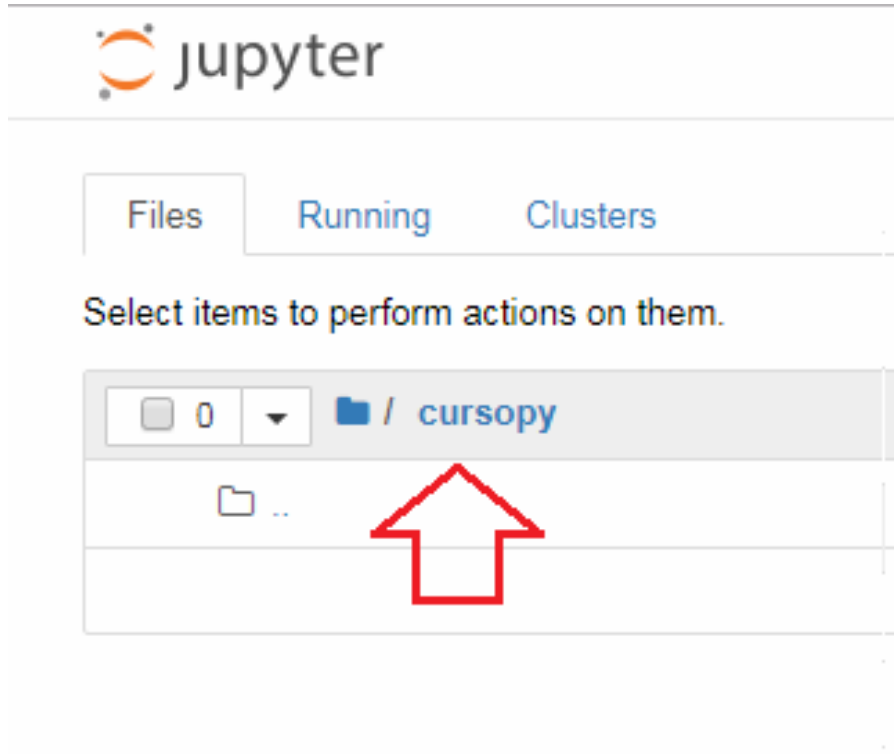 jupyter
Files Running Clusters
Select items to perform actions on them.
0 / cursopy
..